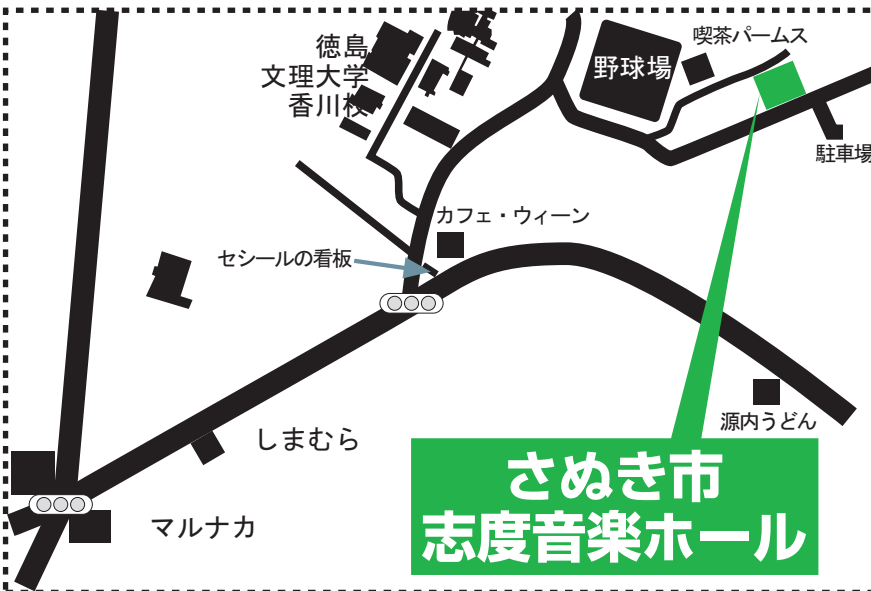 喫茶パームス
徳島
文理大学
香川校
野球場
駐車場
カフェ・ウィーン
セシールの看板
源内うどん
しまむら
マルナカ
さぬき市
志度音楽ホール